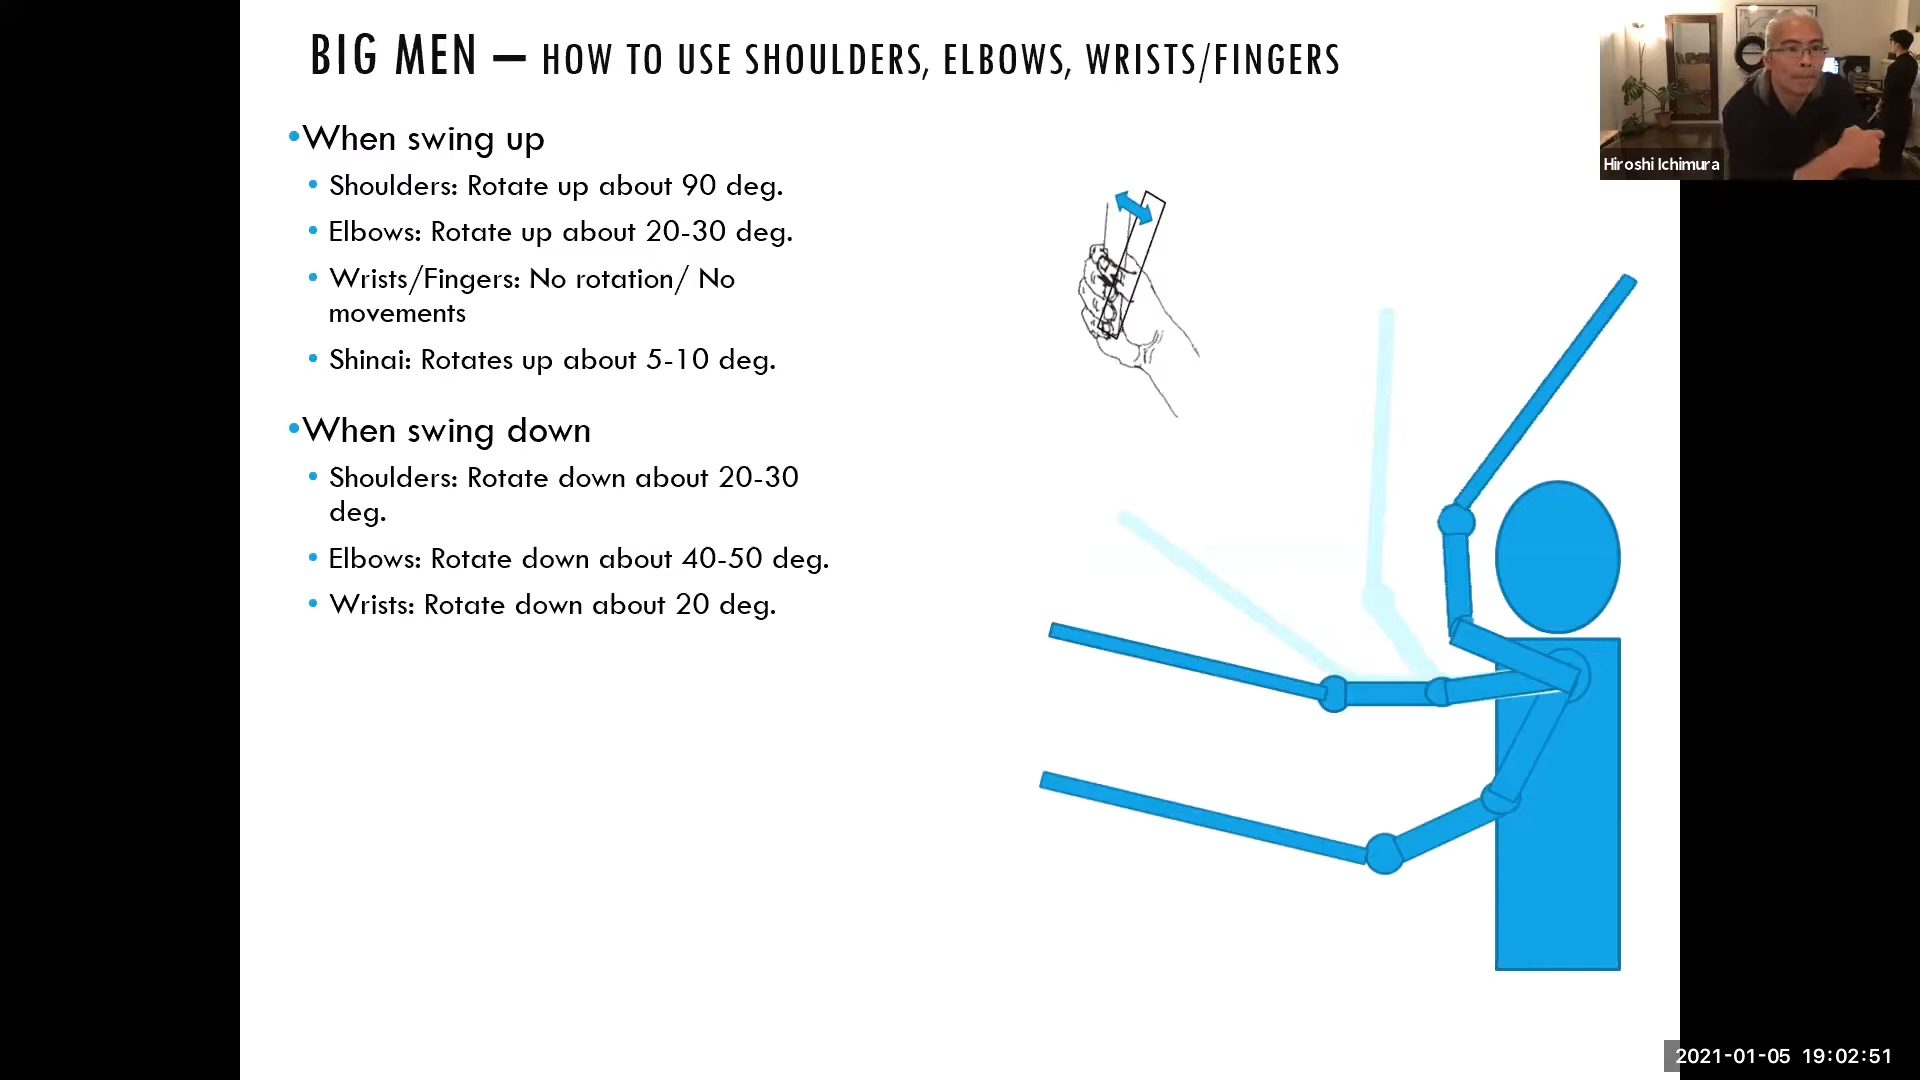 BIG MEN – HOW TO USE SHOULDERS, ELBOWS, WRISTS/FINGERS
•When swing up
• Shoulders: Rotate up about 90 deg.
• Elbows: Rotate up about 20-30 deg.
• Wrists/Fingers: No rotation/ No
movements
• Shinai: Rotates up about 5-10 deg.
•When swing down
• Shoulders: Rotate down about 20-30
deg.
• Elbows: Rotate down about 40-50 deg.
• Wrists: Rotate down about 20 deg.
Hiroshi Ichimura
2021-01-05 19:02:51